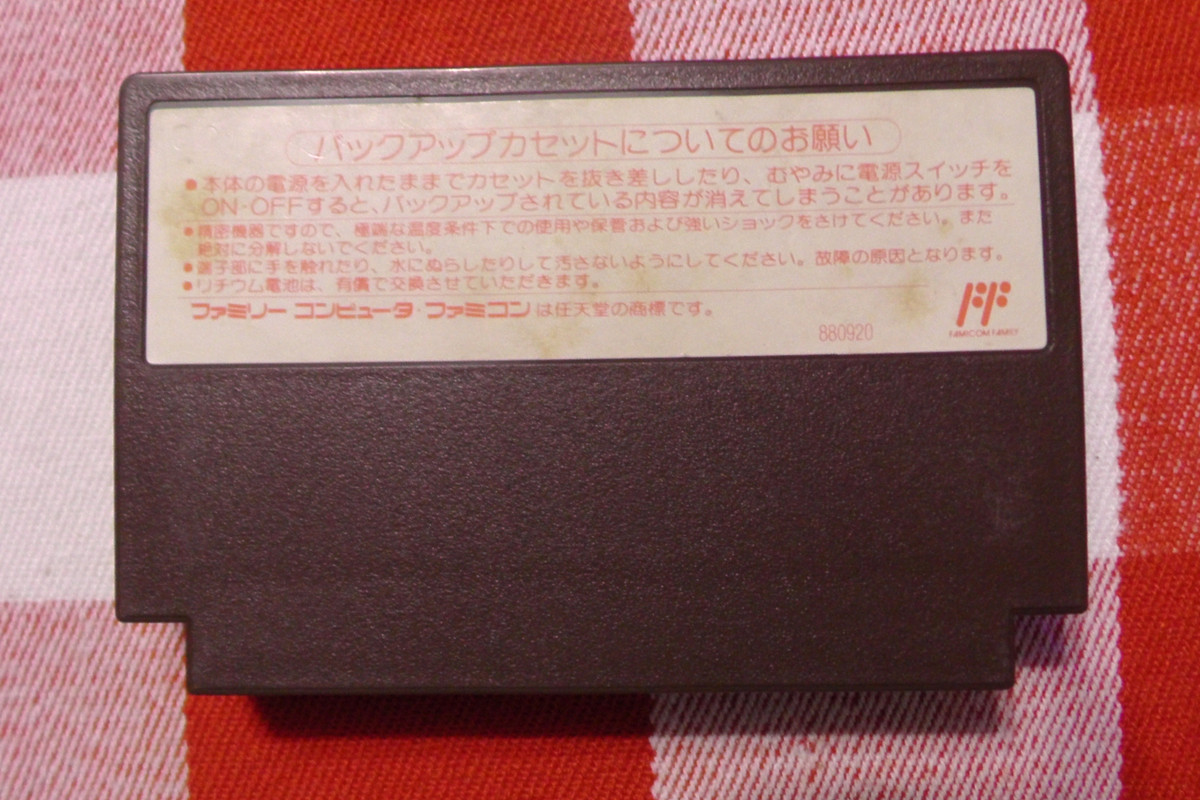 バックアップカセットについてのお願い
●本体の電源を入れたままでカセットを抜き差ししたり、むやみに電源スイッチを
ON・OFFすると、バックアップされている内容が消えてしまうことがあります。
●精密機器ですので、極端な温度条件下での使用や保管および強いショックをさけてください。また
絶対に分解しないでください。
●端子部に手を触れたり、水にぬらしたりして汚さないようにしてください。故障の原因となります。
●リチウム電池は、有償で交換させていただきます。
ファミリー コンピュータ・ファミコン は任天堂の商標です。
FAMICOM FAMILY
880920